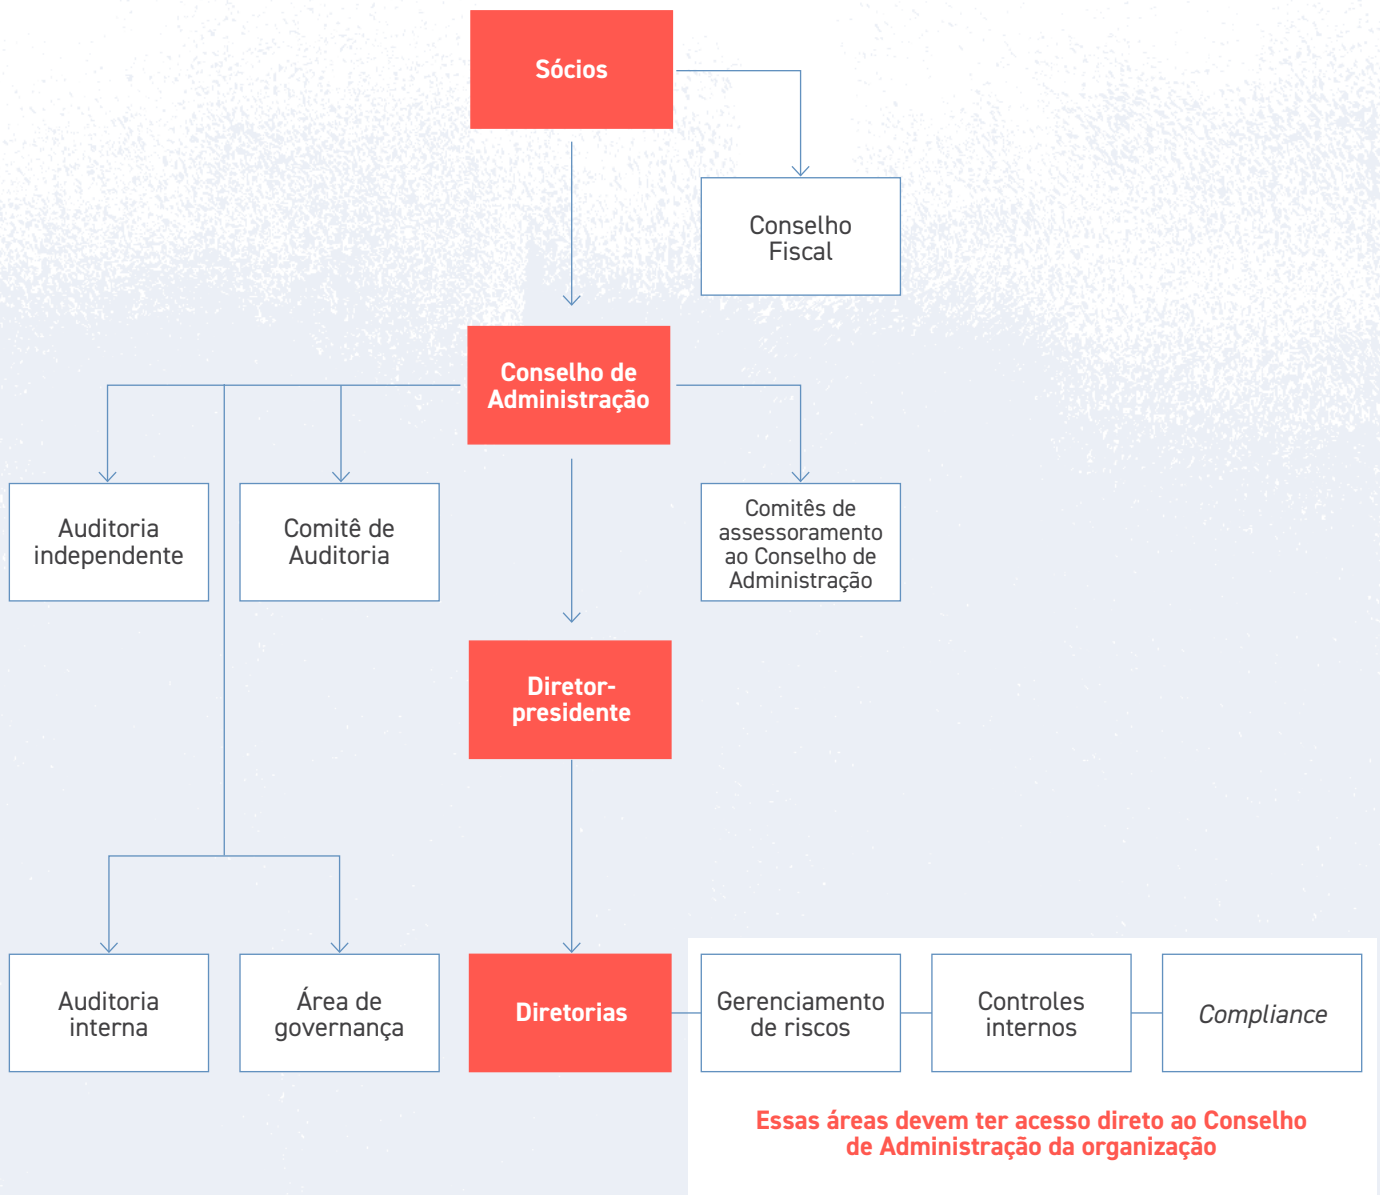 Sócios
Conselho
Fiscal
Conselho de
Administração
Auditoria
independente
Comitê de
Auditoria
Comitês de
assessoramento
ao Conselho de
Administração
Diretor-
presidente
Auditoria
interna
Área de
governança
Diretorias
Gerenciamento
de riscos
Controles
internos
Compliance
Essas áreas devem ter acesso direto ao Conselho
de Administração da organização